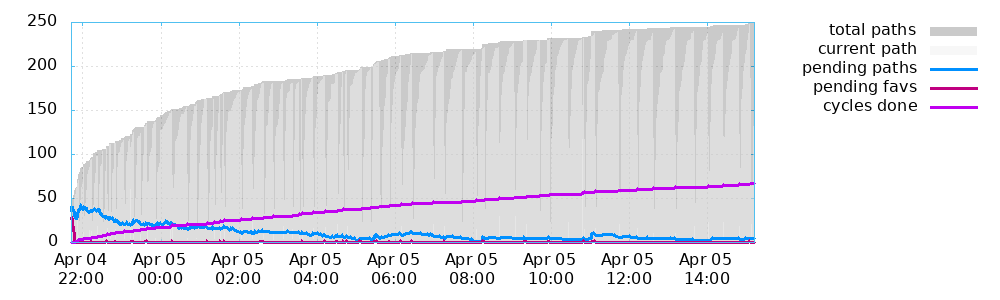 250
200
150
100
50
0
Apr 04 Apr 05 Apr 05 Apr 05 Apr 05 Apr 05 Apr 05 Apr 05 Apr 05
22:00 00:00 02:00 04:00 06:00 08:00 10:00 12:00 14:00
total paths
current path
pending paths
pending favs
cycles done